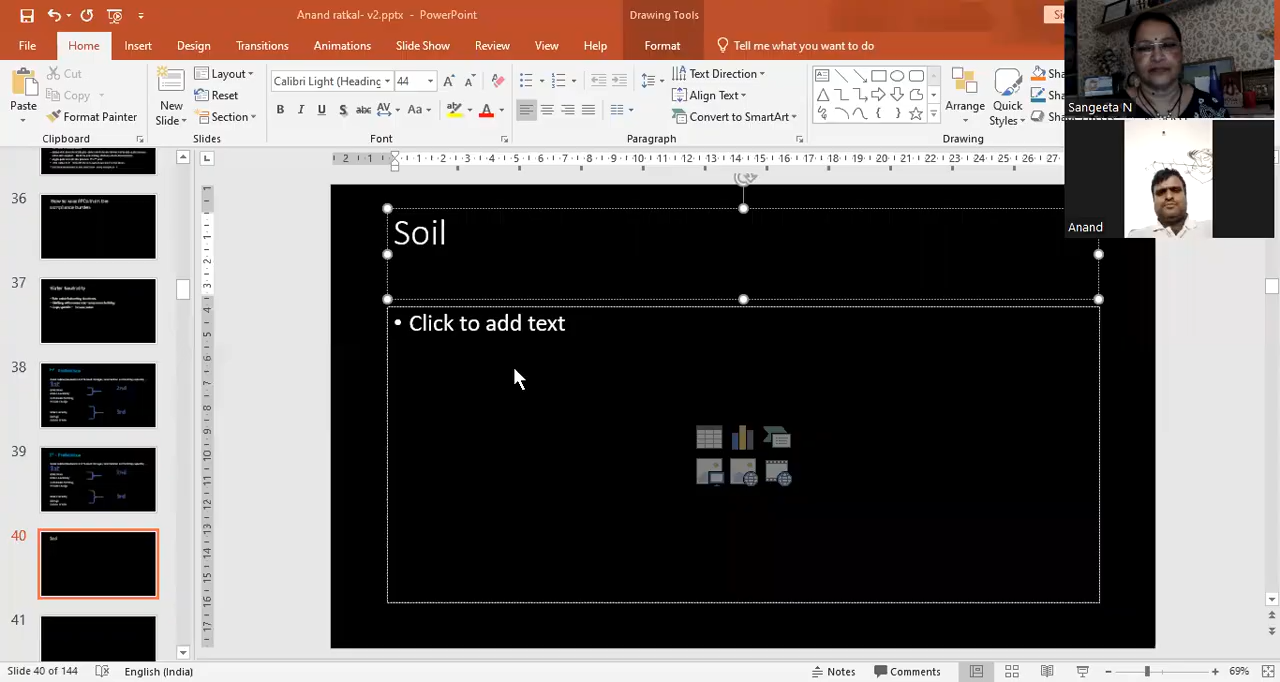 Anand ratkal- v2.pptx - PowerPoint
Drawing Tools
File Home Insert Design Transitions Animations Slide Show Review View Help Format Tell me what you want to do
Paste
Cut
Copy
Format Painter
Clipboard
New Slide
Layout
Reset
Section
Slides
Calibri Light (Heading 44
B I U S abc AV Aa A
Font
Text Direction
Align Text
Convert to SmartArt
Paragraph
Arrange
Quick Styles
Drawing
Sangeeta N
Anand
36
37
38
39
40
41
Soil
• Click to add text
Slide 40 of 144 English (India) Notes Comments 69%